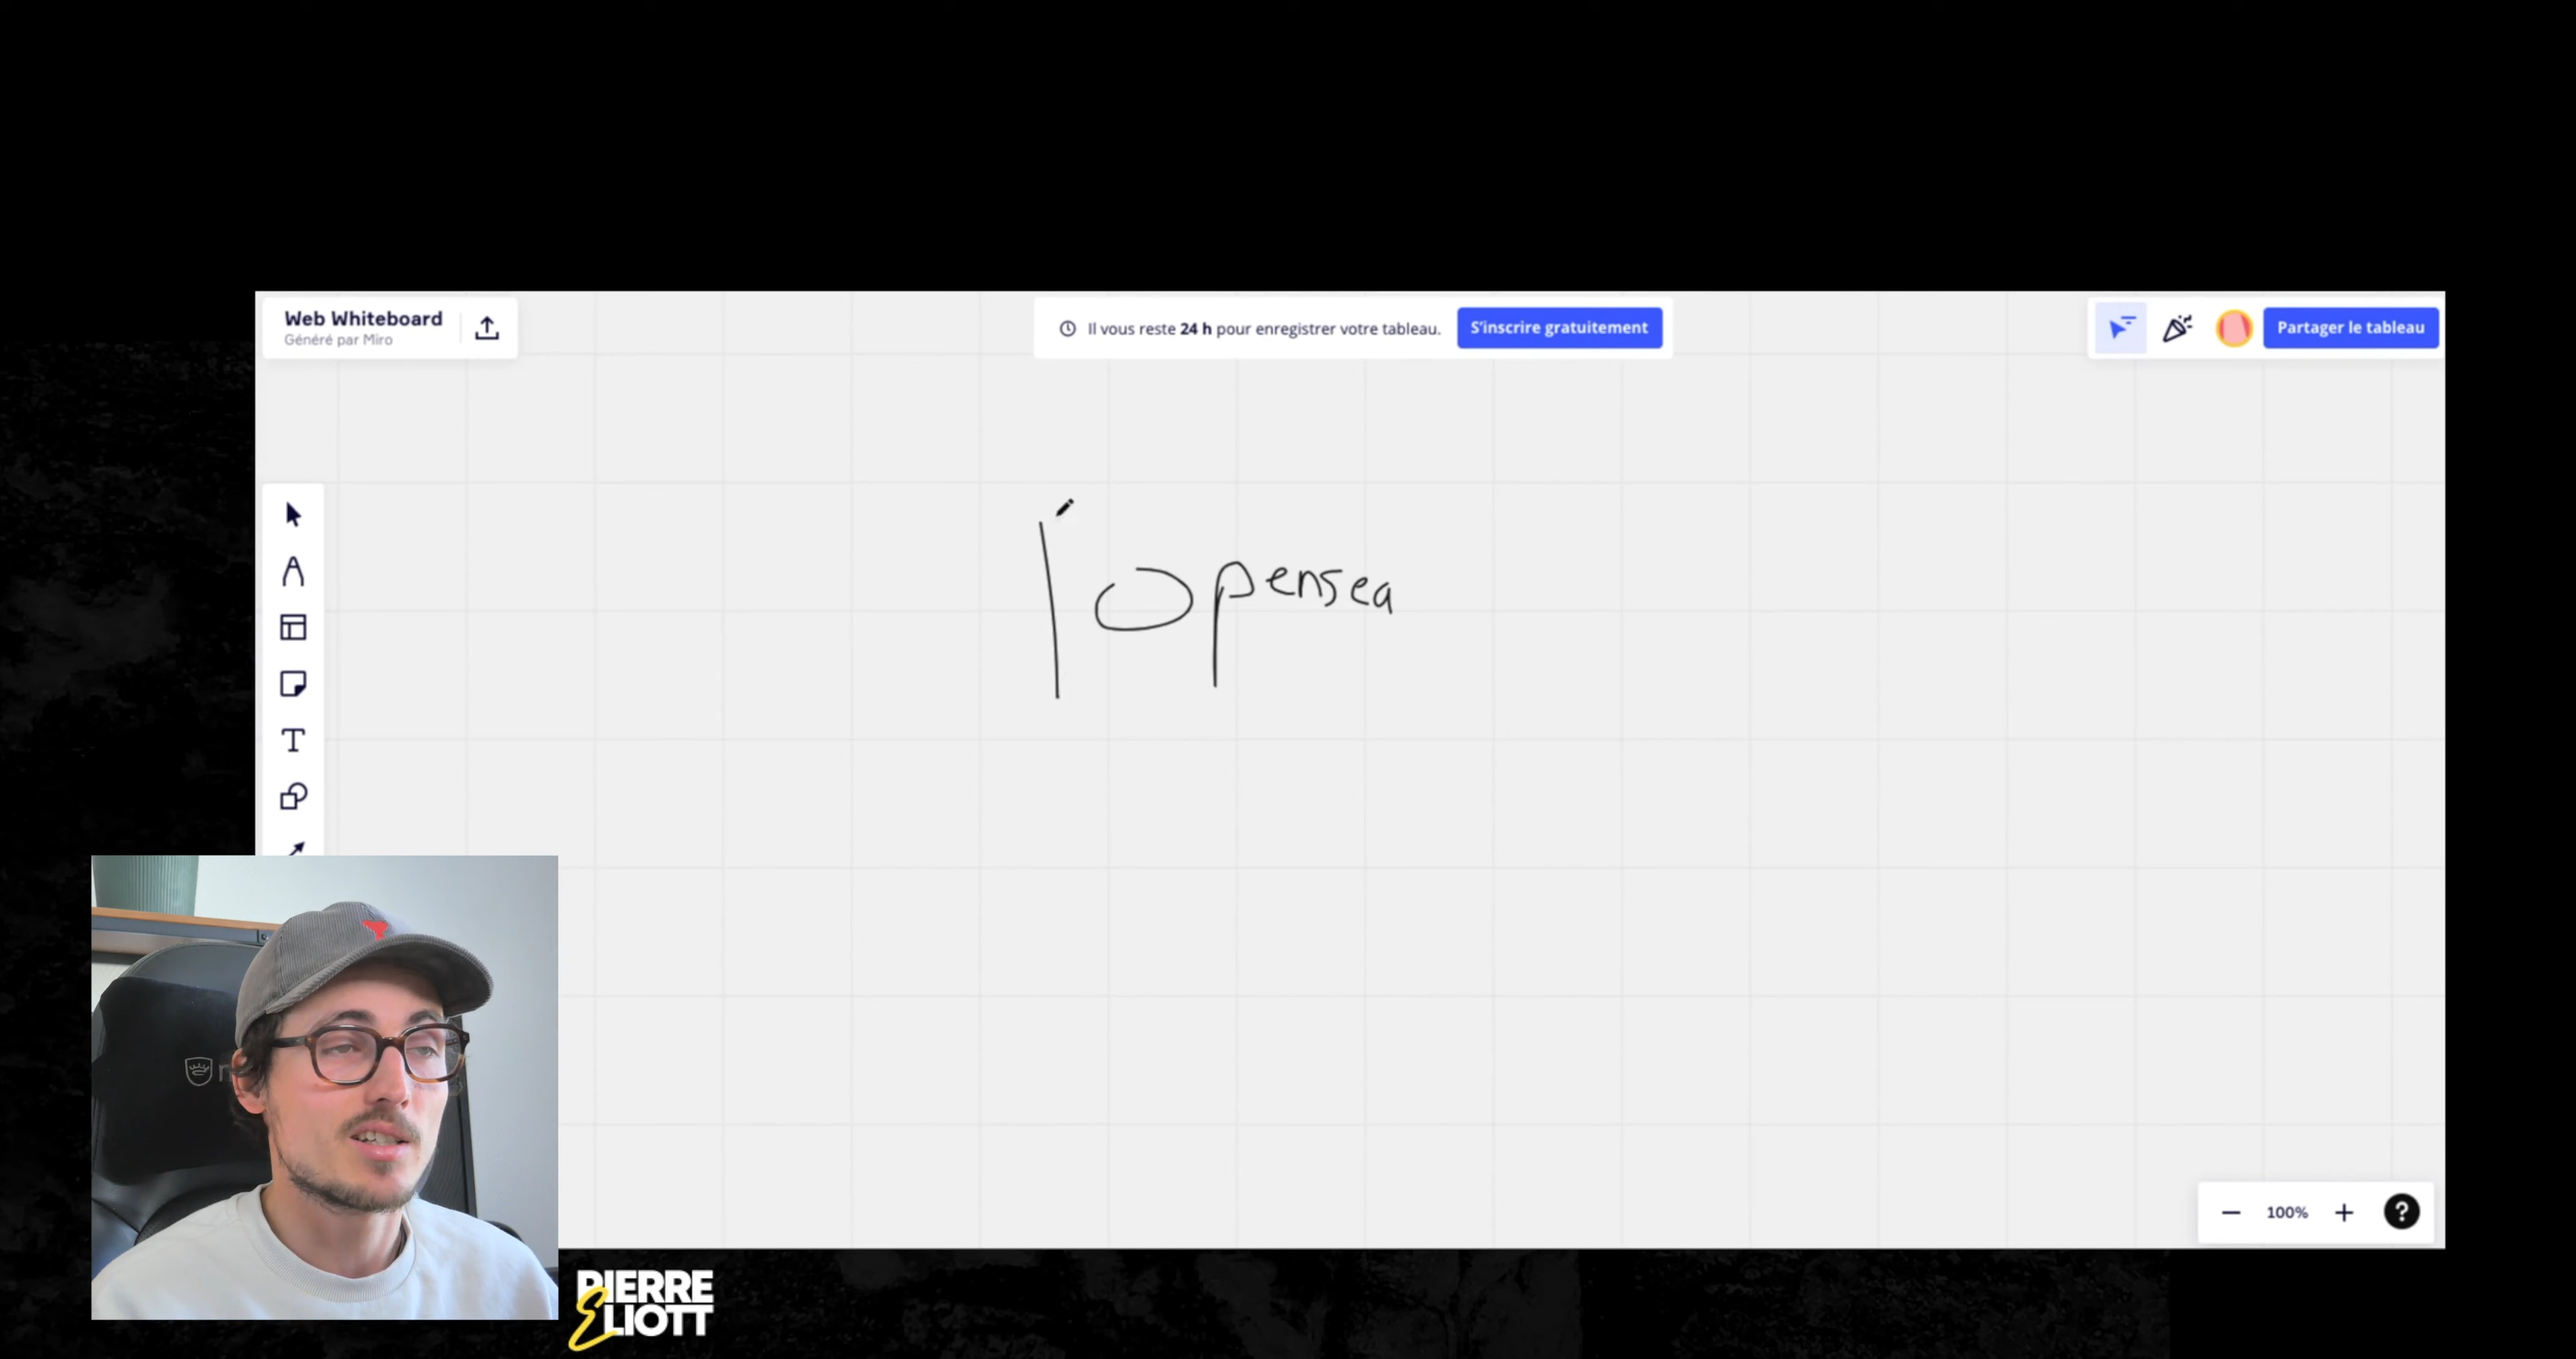 Web Whiteboard
Généré par Miro
Il vous reste 24 h pour enregistrer votre tableau.
S'inscrire gratuitement
Partager le tableau
opensea
100%
PIERRE
ELIOTT